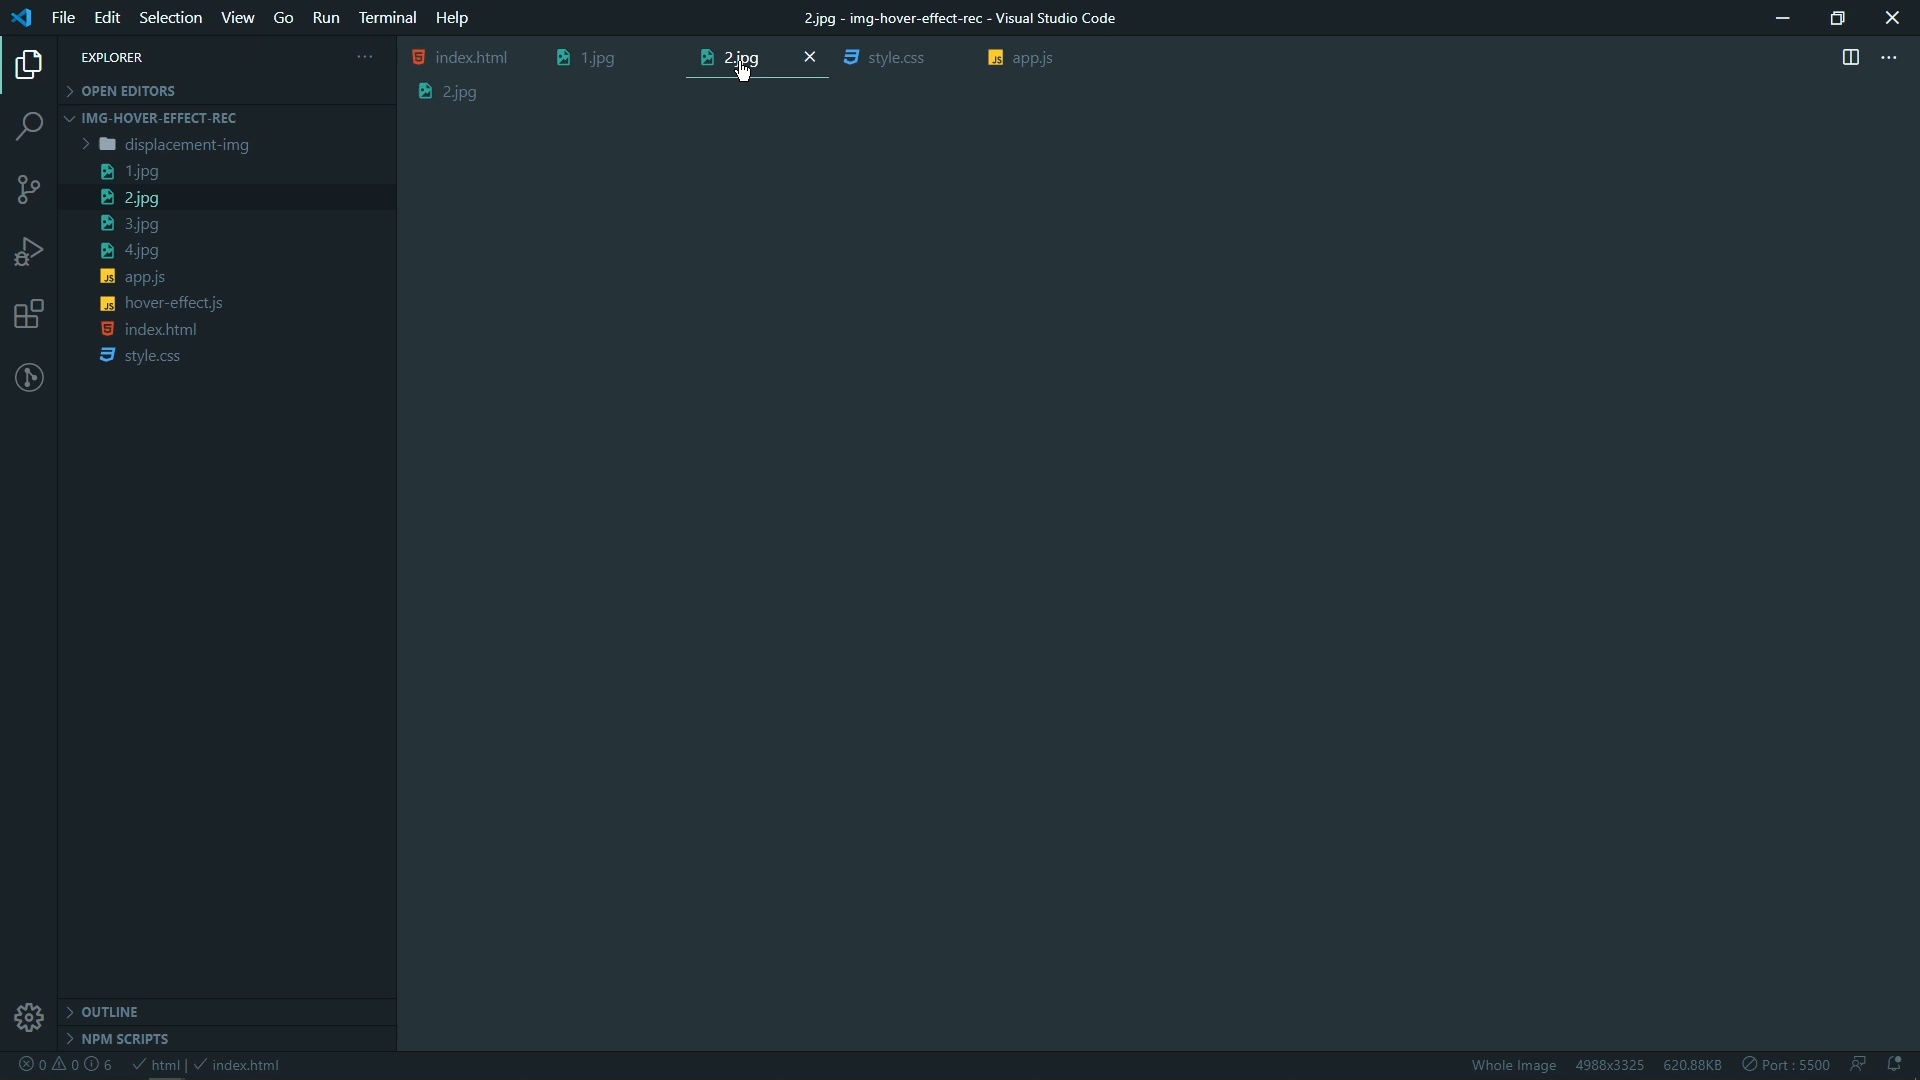 File Edit Selection View Go Run Terminal Help
2.jpg - img-hover-effect-rec - Visual Studio Code
EXPLORER
index.html
1.jpg
2.jpg
style.css
app.js
OPEN EDITORS
2.jpg
IMG-HOVER-EFFECT-REC
displacement-img
1.jpg
2.jpg
3.jpg
4.jpg
JS app.js
JS hover-effect.js
index.html
style.css
OUTLINE
NPM SCRIPTS
0 0 6 html | index.html
Whole Image 4988x3325 620.88KB Port : 5500